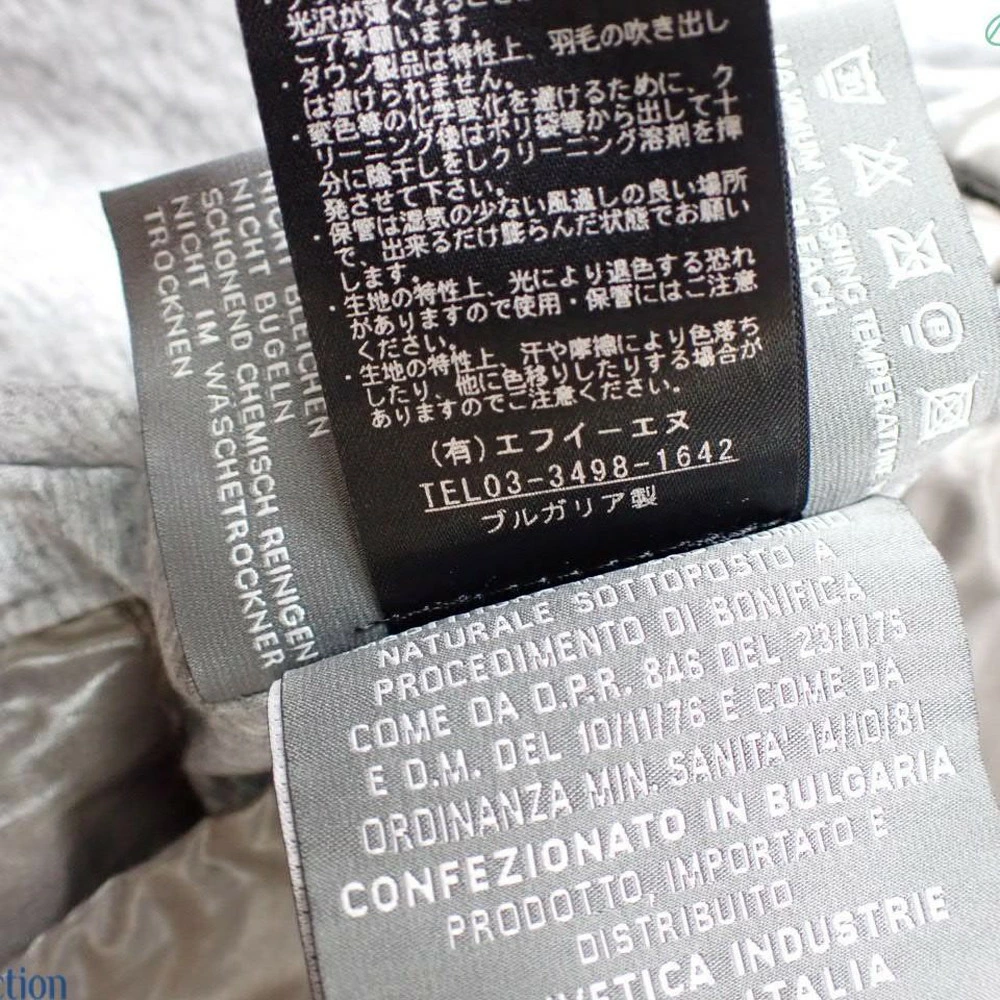 光沢が薄くなること
ご了承願います。
・ダウン製品は特性上、羽毛の吹き出し
は避けられません。
・変色等の化学変化を避けるために、ク
リーニング後はポリ袋等から出して十
分に陰干しをしクリーニング溶剤を揮
発させて下さい。
・保管は湿気の少ない風通しの良い場所
で、出来るだけ膨らんだ状態でお願い
します。
・生地の特性上、光により退色する恐れ
がありますので使用・保管にはご注意
ください。
・生地の特性上、汗や摩擦により色落ち
したり、他に色移りしたりする場合が
ありますのでご注意ください。
(有)エフイーエヌ
TEL03-3498-1642
ブルガリア製
NICHT BLEICHEN
NICHT BUGELN
SCHONEND CHEMISCH REINIGEN
NICHT IM WASCHETROCKNER
TROCKNEN
WASHING TEMPERATURE
BLEACH
NATURALE SOTTOPOSTO A
PROCEDIMENTO DI BONIFICA
COME DA D.P.R. 846 DEL 23/11/75
E D.M. DEL 10/11/76 E COME DA
ORDINANZA MIN. SANITA' 14/10/81
CONFEZIONATO IN BULGARIA
PRODOTTO, IMPORTATO E
DISTRIBUITO
VETICA INDUSTRIE
ITALIA
ction